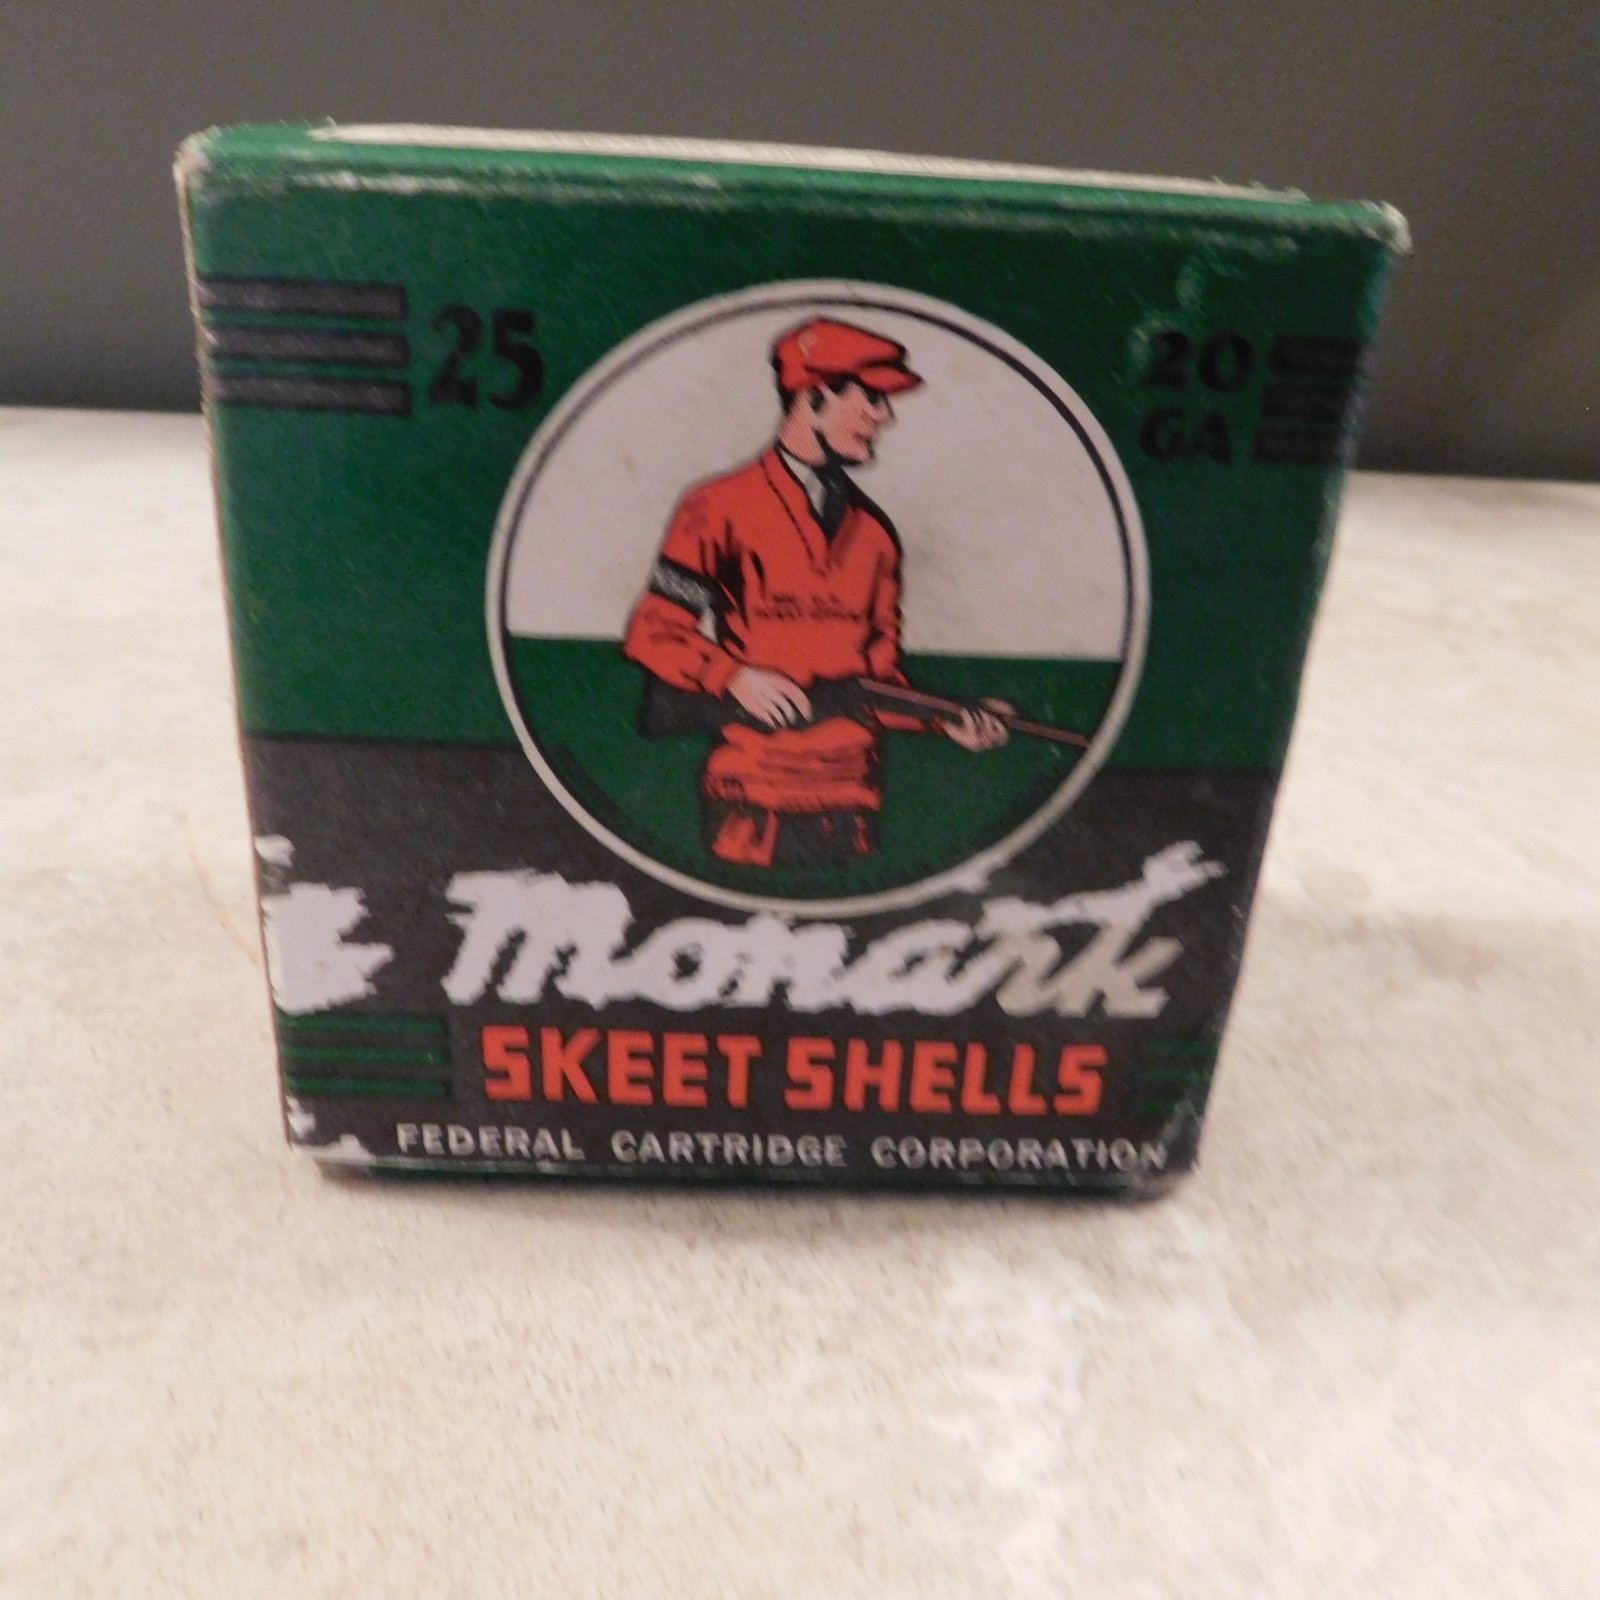 25
20
GA
Monark
SKEET SHELLS
FEDERAL CARTRIDGE CORPORATION